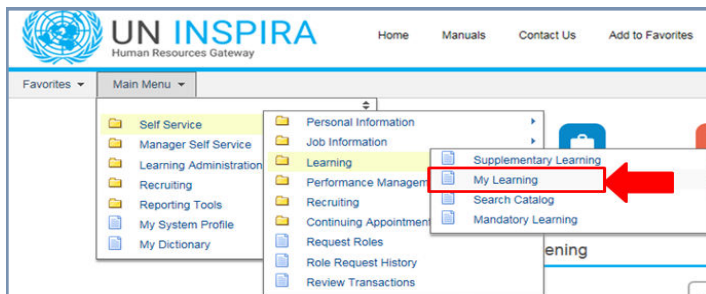 UN INSPIRA
Human Resources Gateway
Home Manuals Contact Us Add to Favorites
Favorites Main Menu
Self Service
Manager Self Service
Learning Administration
Recruiting
Reporting Tools
My System Profile
My Dictionary
Personal Information
Job Information
Learning
Performance Managem
Recruiting
Continuing Appointment
Request Roles
Role Request History
Review Transactions
Supplementary Learning
My Learning
Search Catalog
Mandatory Learning
ening